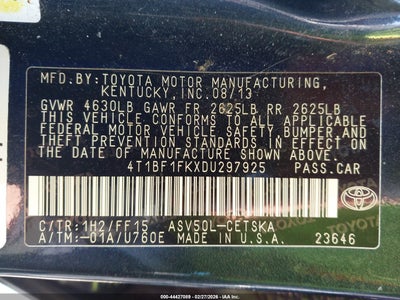 MFD.BY:TOYOTA MOTOR MANUFACTURING,
KENTUCKY,INC.08/13
GVWR 4630LB GAWR FR 2625LB RR 2625LB
THIS VEHICLE CONFORMS TO ALL APPLICABLE
FEDERAL MOTOR VEHICLE SAFETY,BUMPER,AND
THEFT PREVENTION STANDARDS IN EFFECT ON
THE DATE OF MANUFACTURE SHOWN ABOVE.
4T1BF1FKXDU297925 PASS.CAR
C/TR:1H2/FF15 ASV50L-CETSKA
A/TM:-01A/U760E MADE IN U.S.A.
TOYOTA
23646
© 44427089 02/27/2026 IAA